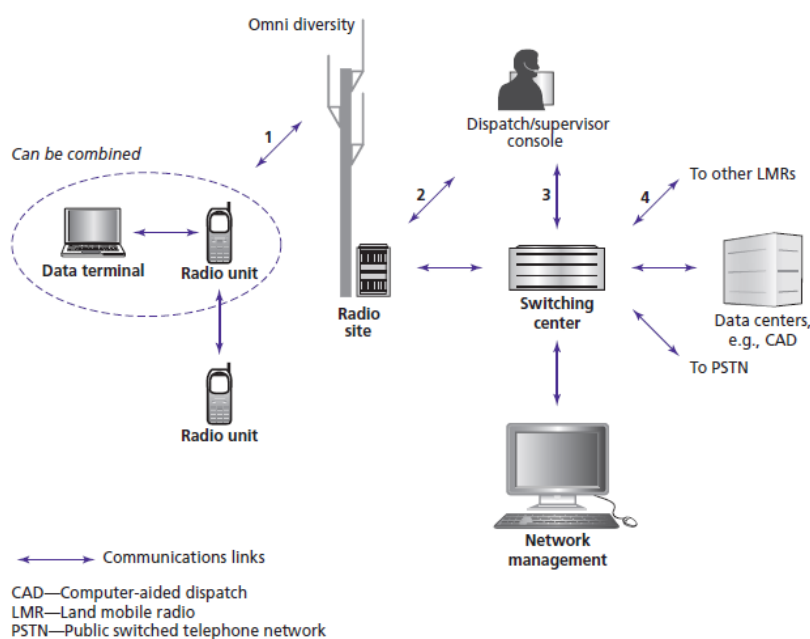 Omni diversity
Dispatch/supervisor
console
1
Can be combined
2
3
4
To other LMRs
Data terminal
Radio unit
Radio
site
Switching
center
Data centers,
e.g., CAD
To PSTN
Radio unit
Network
management
Communications links
CAD—Computer-aided dispatch
LMR—Land mobile radio
PSTN—Public switched telephone network